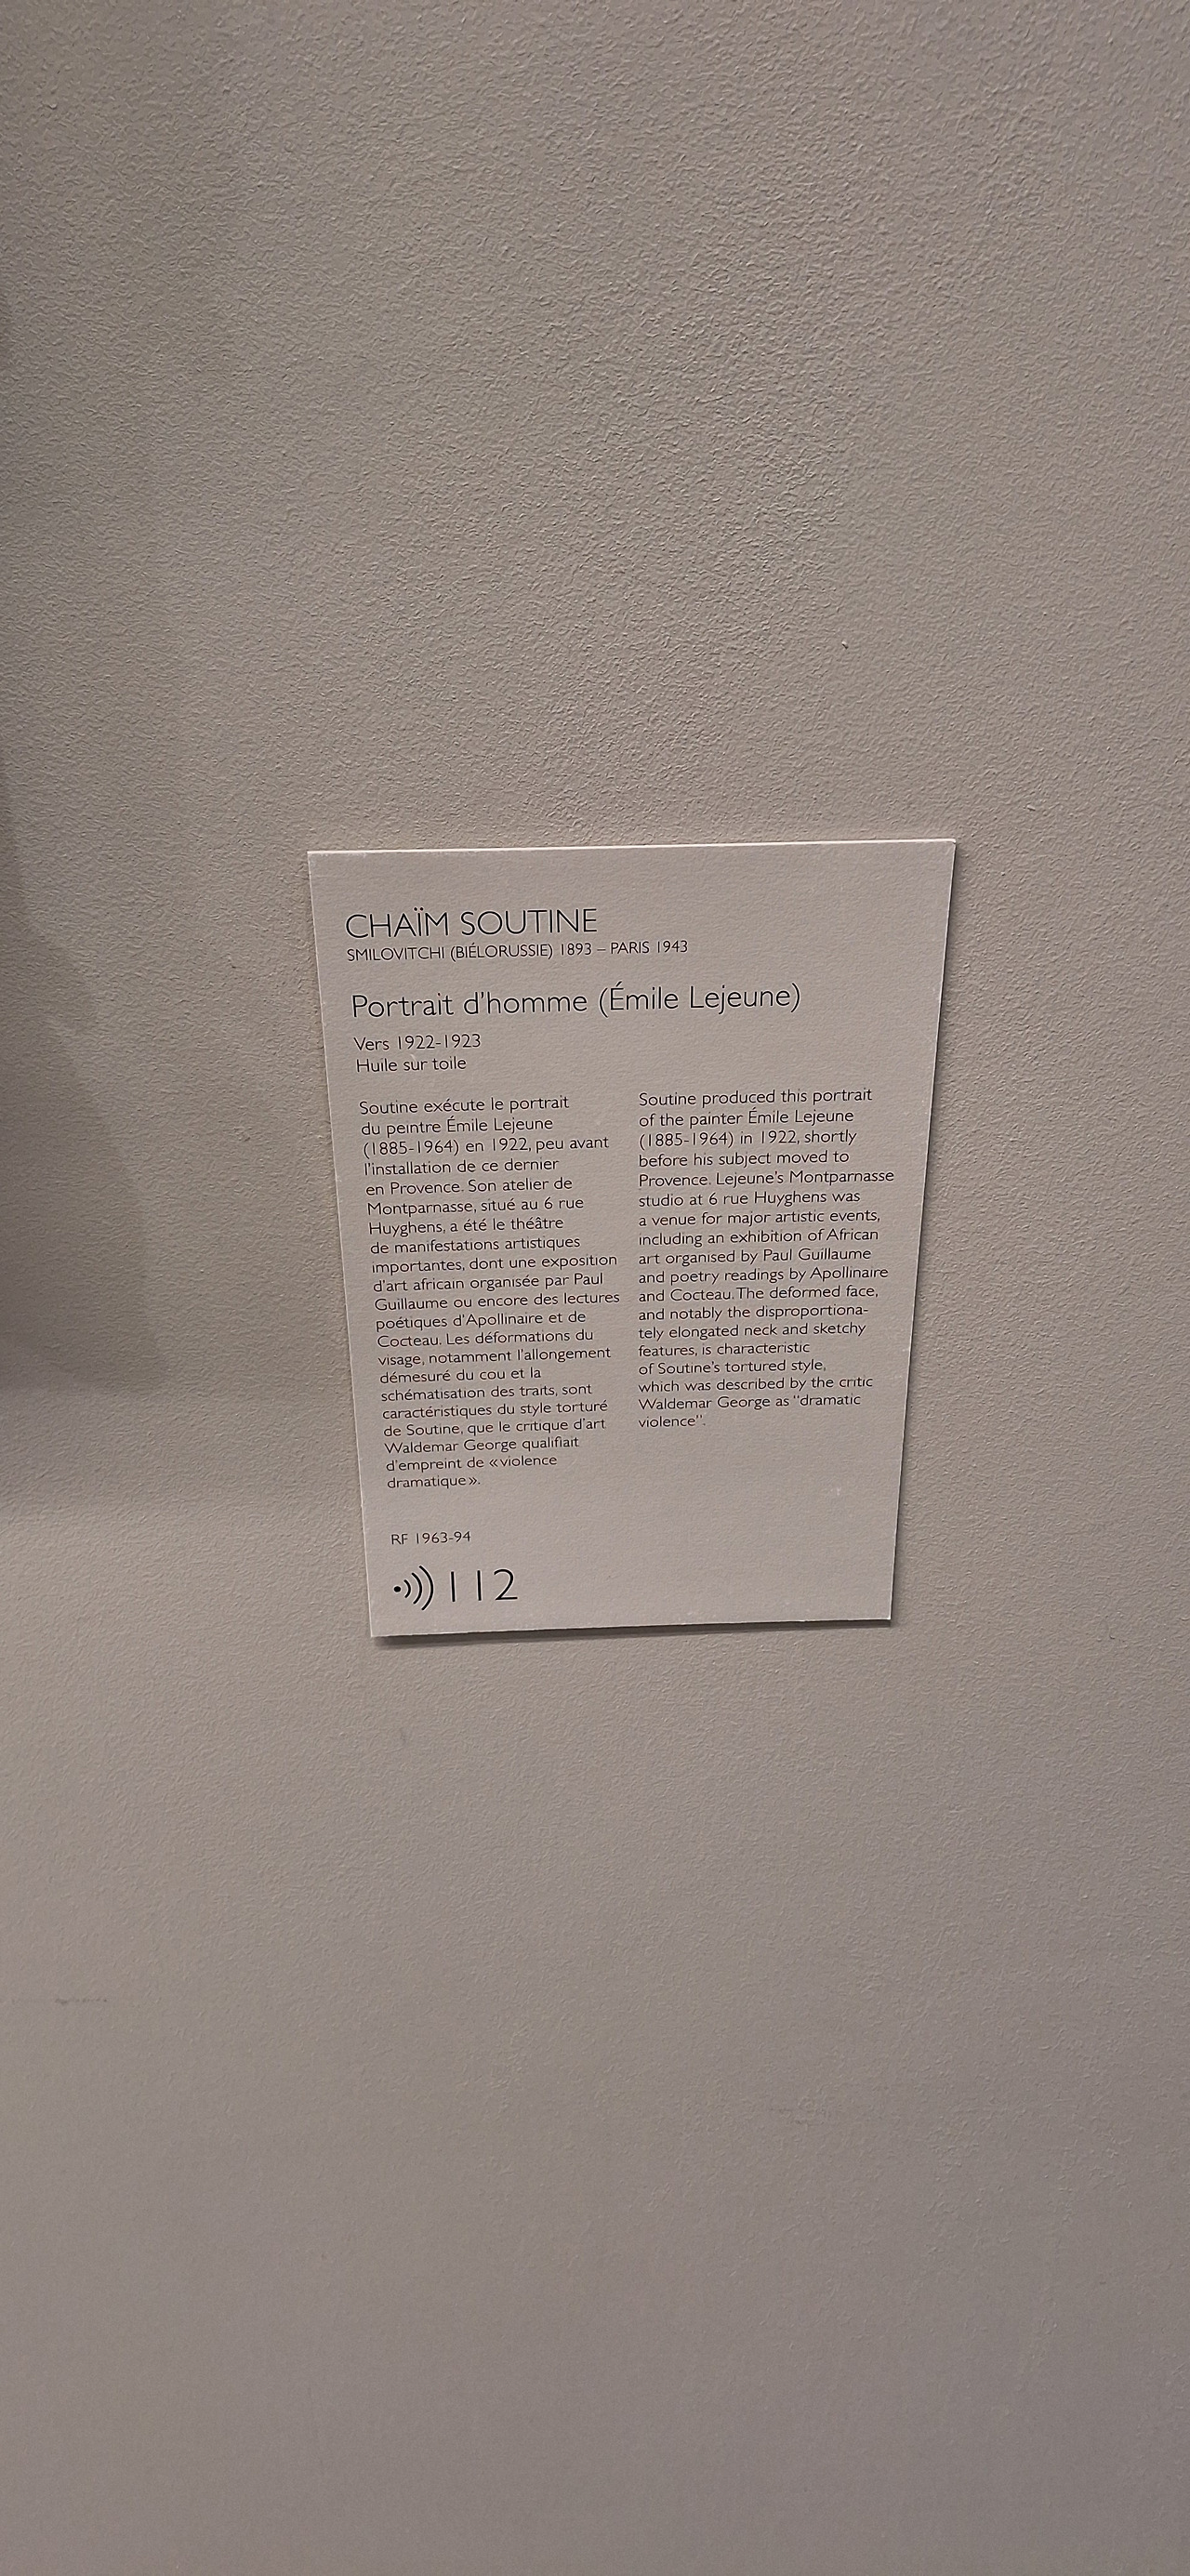 CHAÏM SOUTINE
SMILOVITCHI (BIÉLORUSSIE) 1893 – PARIS 1943
Portrait d'homme (Émile Lejeune)
Vers 1922-1923
Huile sur toile
Soutine exécute le portrait
du peintre Émile Lejeune
(1885-1964) en 1922, peu avant
l'installation de ce dernier
en Provence. Son atelier de
Montparnasse, situé au 6 rue
Huyghens, a été le théâtre
de manifestations artistiques
importantes, dont une exposition
d'art africain organisée par Paul
Guillaume ou encore des lectures
poétiques d'Apollinaire et de
Cocteau. Les déformations du
visage, notamment l'allongement
démesuré du cou et la
schématisation des traits, sont
caractéristiques du style torturé
de Soutine, que le critique d'art
Waldemar George qualifiait
d'empreint de «violence
dramatique».
Soutine produced this portrait
of the painter Émile Lejeune
(1885-1964) in 1922, shortly
before his subject moved to
Provence. Lejeune's Montparnasse
studio at 6 rue Huyghens was
a venue for major artistic events,
including an exhibition of African
art organised by Paul Guillaume
and poetry readings by Apollinaire
and Cocteau. The deformed face,
and notably the disproportiona-
tely elongated neck and sketchy
features, is characteristic
of Soutine's tortured style,
which was described by the critic
Waldemar George as "dramatic
violence".
RF 1963-94
112